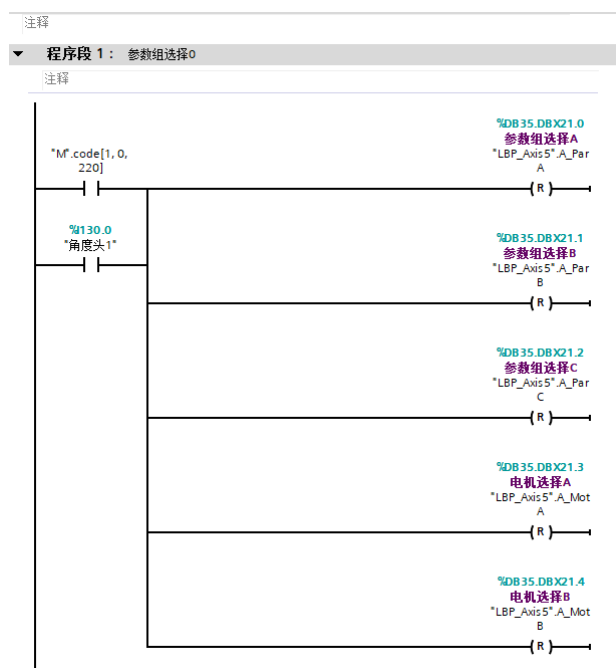 注释
程序段 1： 参数组选择0
注释
%DB35.DBX21.0
参数组选择A
"LBP_Axis5".A_Par
A
"M".code[1, 0,
220]
( R )
%I130.0
"角度头1"
%DB35.DBX21.1
参数组选择B
"LBP_Axis5".A_Par
B
( R )
%DB35.DBX21.2
参数组选择C
"LBP_Axis5".A_Par
C
( R )
%DB35.DBX21.3
电机选择A
"LBP_Axis5".A_Mot
A
( R )
%DB35.DBX21.4
电机选择B
"LBP_Axis5".A_Mot
B
( R )